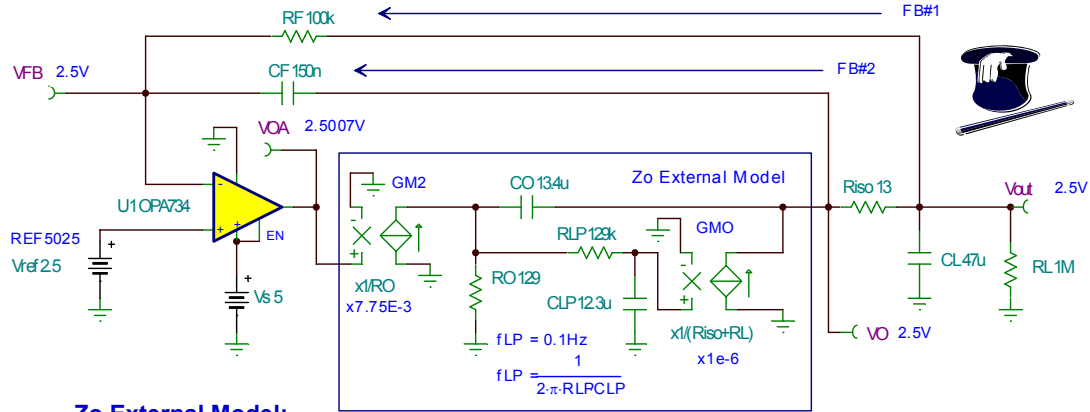 FB#1
RF 100k
FB#2
CF 150n
VFB 2.5V
VOA 2.5007V
Zo External Model
GM2
CO 13.4u
Riso 13
Vout 2.5V
U1 OPA734
EN
RLP 129k
GMO
REF5025
Vref 2.5
Vs 5
x1/RO
x7.75E-3
RO 129
CLP 12.3u
CL 47u
RL 1M
x1/(Riso+RL)
x1e-6
VO 2.5V
fLP = 0.1Hz
fLP = 1
2·π·RLP·CLP
Zo External Model: